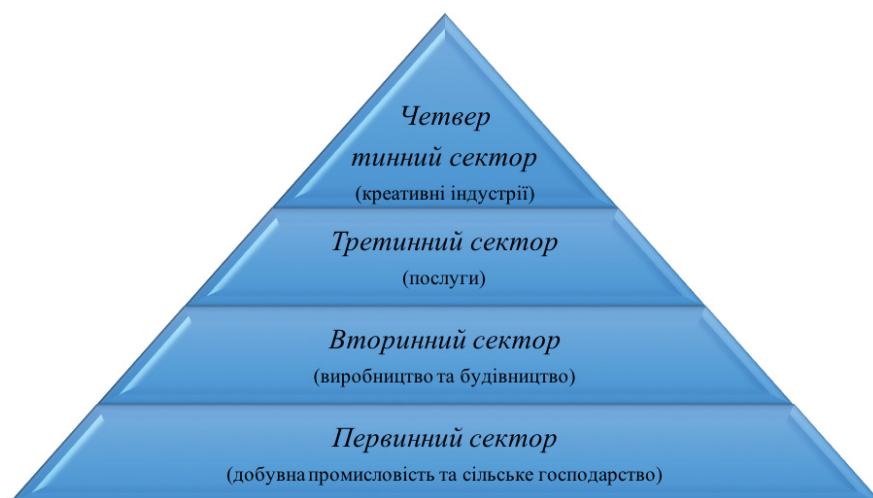 Четвер
тинний сектор
(креативні індустрії)
Третинний сектор
(послуги)
Вторинний сектор
(виробництво та будівництво)
Первинний сектор
(добувна промисловість та сільське господарство)